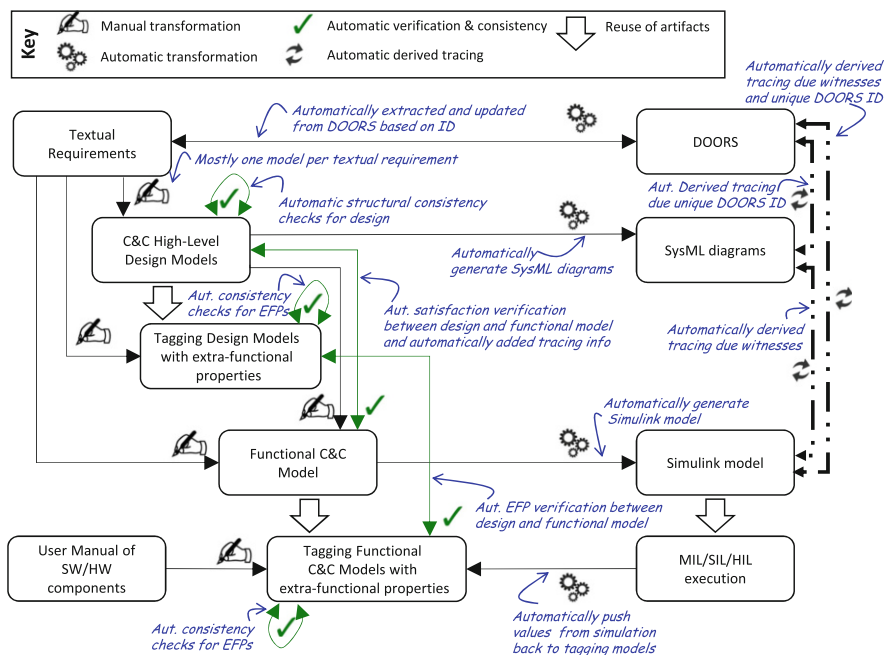 Key
Manual transformation
Automatic verification & consistency
Reuse of artifacts
Automatic transformation
Automatic derived tracing
Automatically derived
tracing due witnesses
and unique DOORS ID
Automatically extracted and updated
from DOORS based on ID
Textual
Requirements
DOORS
Mostly one model per textual requirement
Automatic structural consistency
checks for design
Aut. Derived tracing
due unique DOORS ID
C&C High-Level
Design Models
SysML diagrams
Automatically
generate SysML diagrams
Aut. consistency
checks for EFPs
Aut. satisfaction verification
between design and functional model
and automatically added tracing info
Automatically derived
tracing due witnesses
Tagging Design Models
with extra-functional
properties
Automatically generate
Simulink model
Functional C&C
Model
Simulink model
Aut. EFP verification between
design and functional model
User Manual of
SW/HW
components
Tagging Functional
C&C Models with
extra-functional properties
MIL/SIL/HIL
execution
Aut. consistency
checks for EFPs
Automatically push
values from simulation
back to tagging models